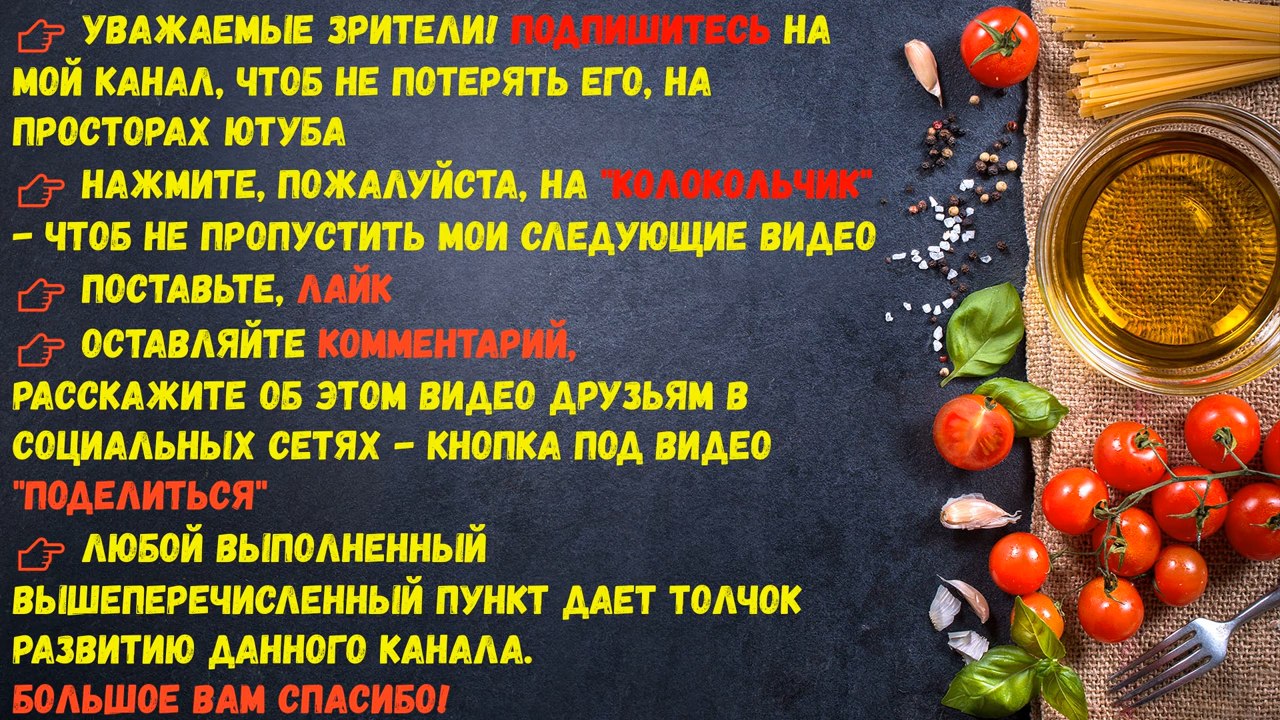 👉 УВАЖАЕМЫЕ ЗРИТЕЛИ! ПОДПИШИТЕСЬ НА
МОЙ КАНАЛ, ЧТОБ НЕ ПОТЕРЯТЬ ЕГО, НА
ПРОСТОРАХ ЮТУБА
👉 НАЖМИТЕ, ПОЖАЛУЙСТА, НА "КОЛОКОЛЬЧИК"
- ЧТОБ НЕ ПРОПУСТИТЬ МОИ СЛЕДУЮЩИЕ ВИДЕО
👉 ПОСТАВЬТЕ, ЛАЙК
👉 ОСТАВЛЯЙТЕ КОММЕНТАРИЙ,
РАССКАЖИТЕ ОБ ЭТОМ ВИДЕО ДРУЗЬЯМ В
СОЦИАЛЬНЫХ СЕТЯХ - КНОПКА ПОД ВИДЕО
"ПОДЕЛИТЬСЯ"
👉 ЛЮБОЙ ВЫПОЛНЕННЫЙ
ВЫШЕПЕРЕЧИСЛЕННЫЙ ПУНКТ ДАЕТ ТОЛЧОК
РАЗВИТИЮ ДАННОГО КАНАЛА.
БОЛЬШОЕ ВАМ СПАСИБО!